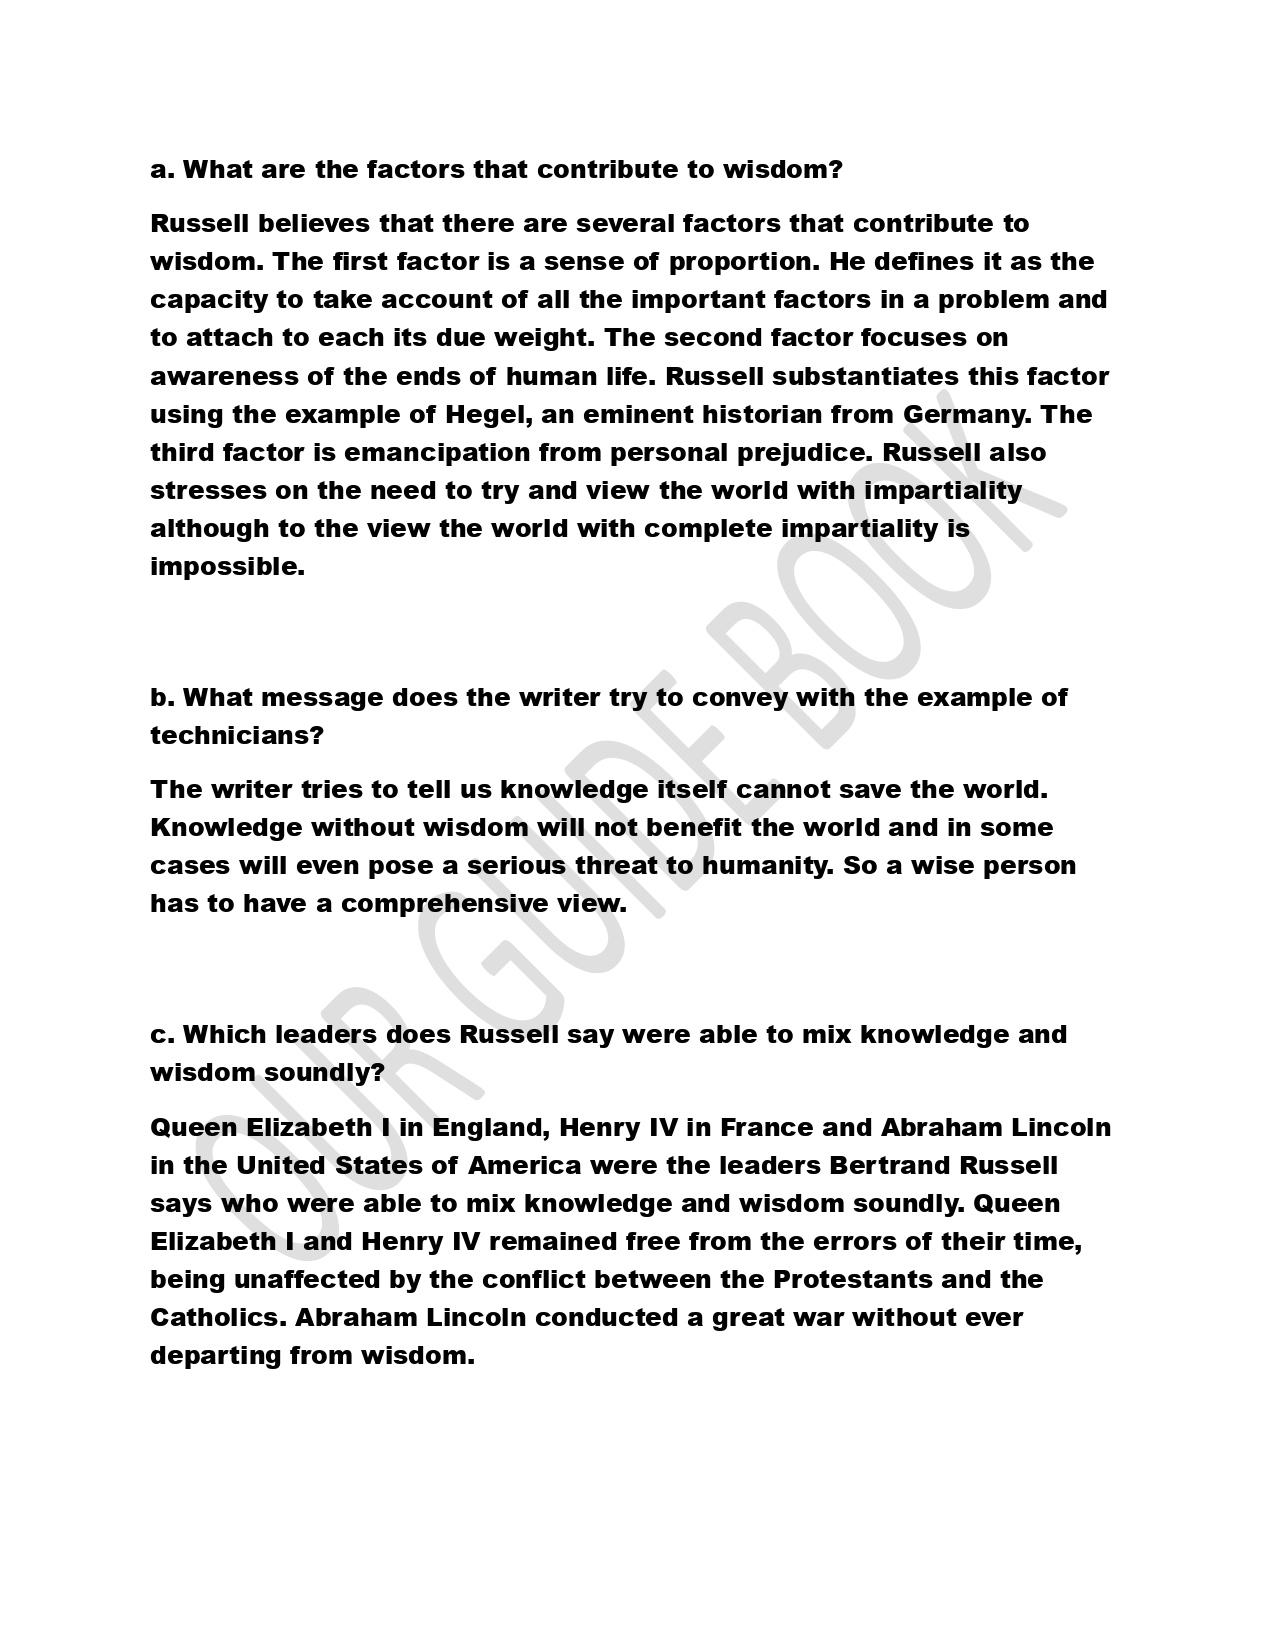 a. What are the factors that contribute to wisdom?
Russell believes that there are several factors that contribute to
wisdom. The first factor is a sense of proportion. He defines it as the
capacity to take account of all the important factors in a problem and
to attach to each its due weight. The second factor focuses on
awareness of the ends of human life. Russell substantiates this factor
using the example of Hegel, an eminent historian from Germany. The
third factor is emancipation from personal prejudice. Russell also
stresses on the need to try and view the world with impartiality
although to the view the world with complete impartiality is
impossible.
b. What message does the writer try to convey with the example of
technicians?
The writer tries to tell us knowledge itself cannot save the world.
Knowledge without wisdom will not benefit the world and in some
cases will even pose a serious threat to humanity. So a wise person
has to have a comprehensive view.
c. Which leaders does Russell say were able to mix knowledge and
wisdom soundly?
Queen Elizabeth I in England, Henry IV in France and Abraham Lincoln
in the United States of America were the leaders Bertrand Russell
says who were able to mix knowledge and wisdom soundly. Queen
Elizabeth I and Henry IV remained free from the errors of their time,
being unaffected by the conflict between the Protestants and the
Catholics. Abraham Lincoln conducted a great war without ever
departing from wisdom.
OUR GUIDE BOOK